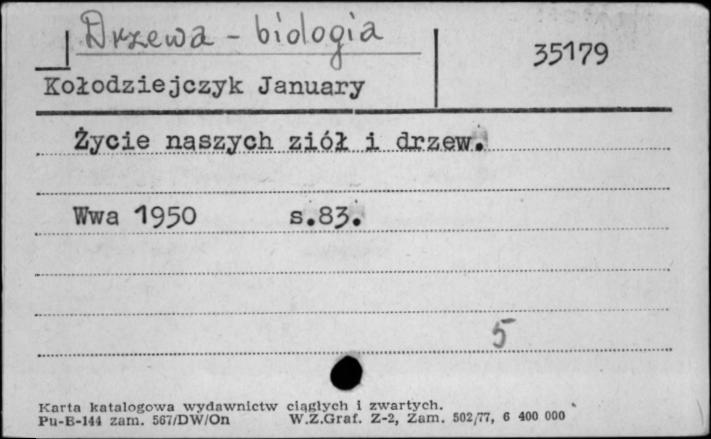 Drzewa - biologia
35179
Kołodziejczyk January
Życie naszych ziół i drzew.
Wwa 1950 s.83.
5
Karta katalogowa wydawnictw ciągłych i zwartych.
Pu-B-144 zam. 567/DW/On W.Z.Graf. Z-2, Zam. 502/77, 6 400 000